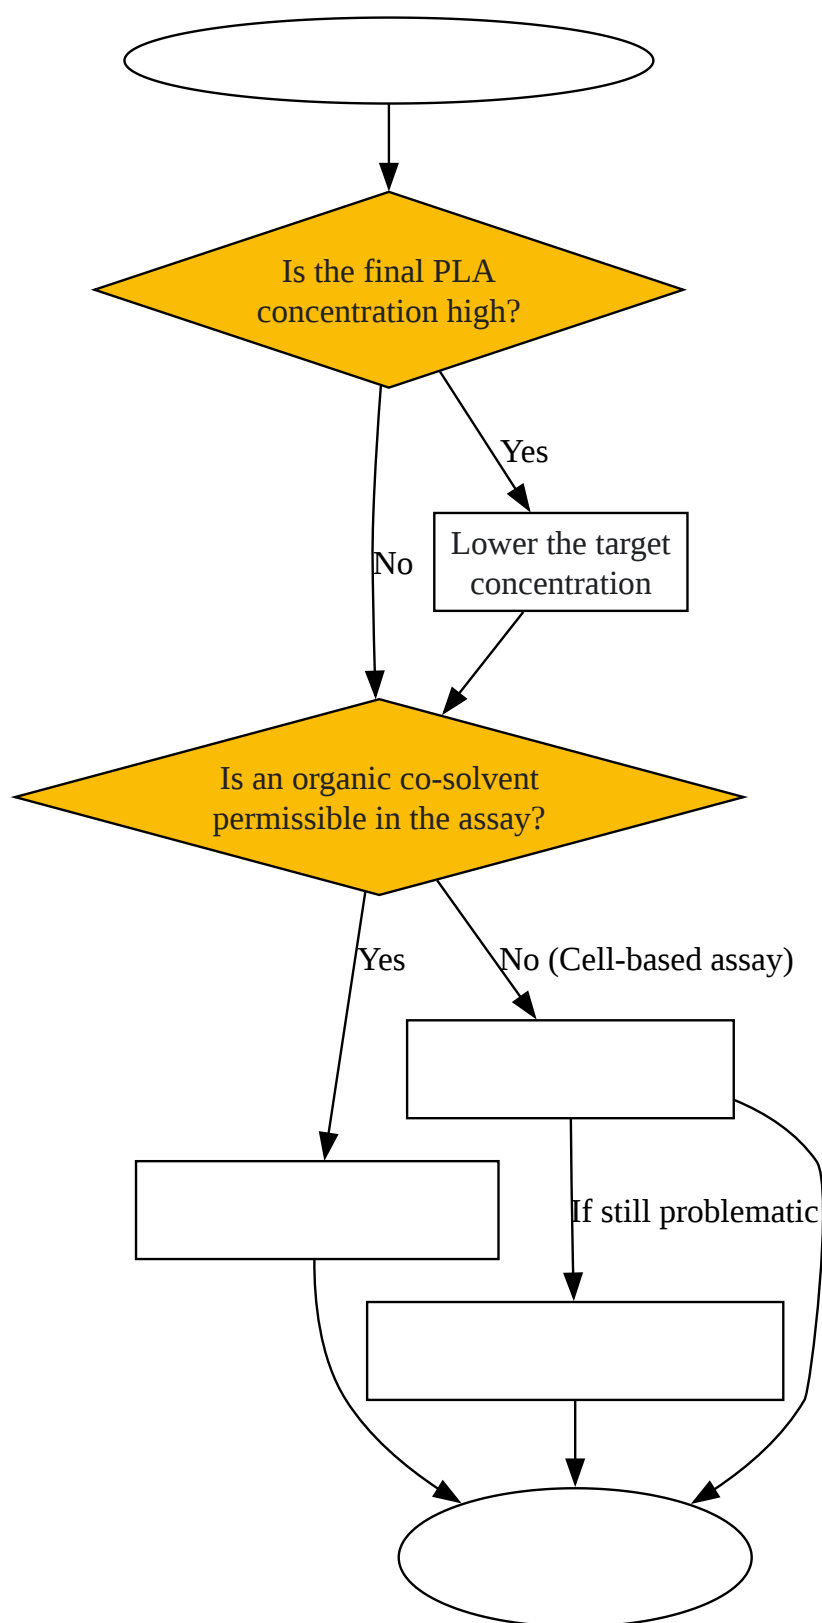 Is the final PLA
concentration high?
Yes
No
Lower the target
concentration
Is an organic co-solvent
permissible in the assay?
Yes
No (Cell-based assay)
If still problematic